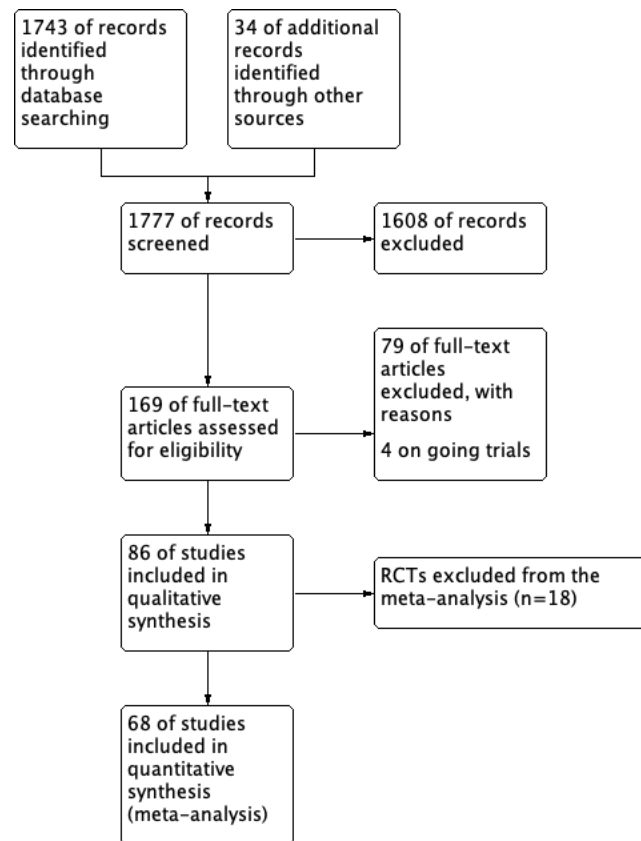 1743 of records
identified
through
database
searching
34 of additional
records
identified
through other
sources
1777 of records
screened
1608 of records
excluded
169 of full-text
articles assessed
for eligibility
79 of full-text
articles
excluded, with
reasons
4 on going trials
86 of studies
included in
qualitative
synthesis
RCTs excluded from the
meta-analysis (n=18)
68 of studies
included in
quantitative
synthesis
(meta-analysis)